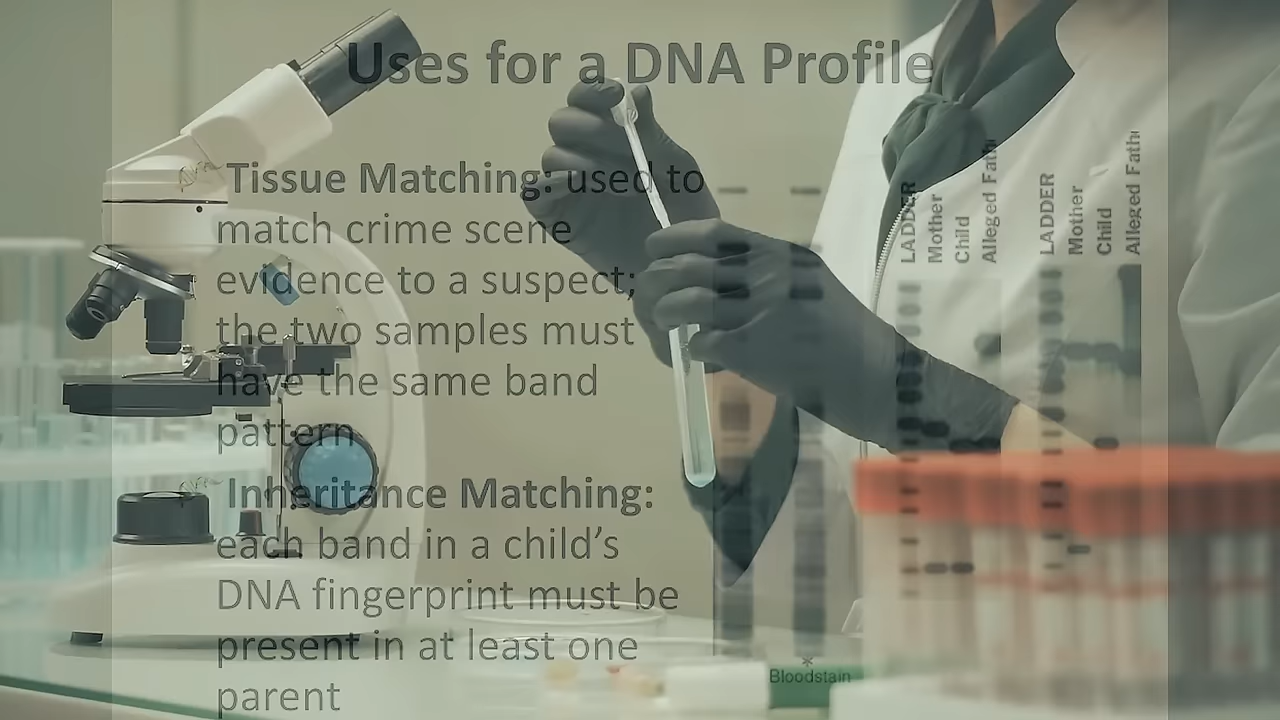 Uses for a DNA Profile
Tissue Matching: used to
match crime scene
evidence to a suspect;
the two samples must
have the same band
pattern
Inheritance Matching:
each band in a child’s
DNA fingerprint must be
present in at least one
parent
LADDER
Mother
Child
Alleged Fath
LADDER
Mother
Child
Alleged Fath
*
Bloodstain